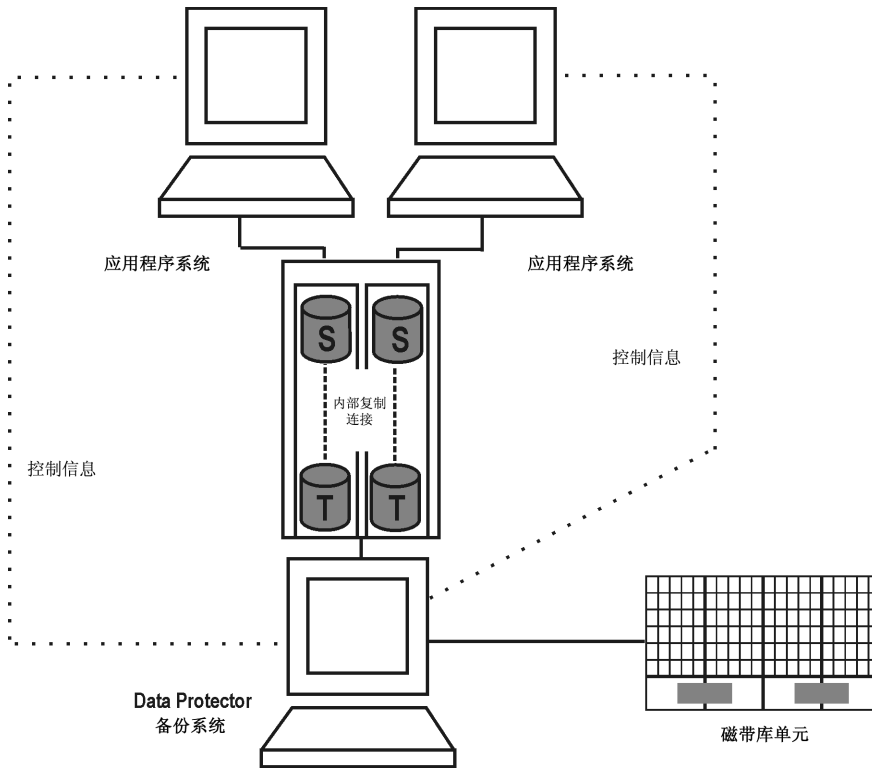 应用程序系统
应用程序系统
S
S
控制信息
内部复制
连接
控制信息
T
T
Data Protector
备份系统
磁带库单元